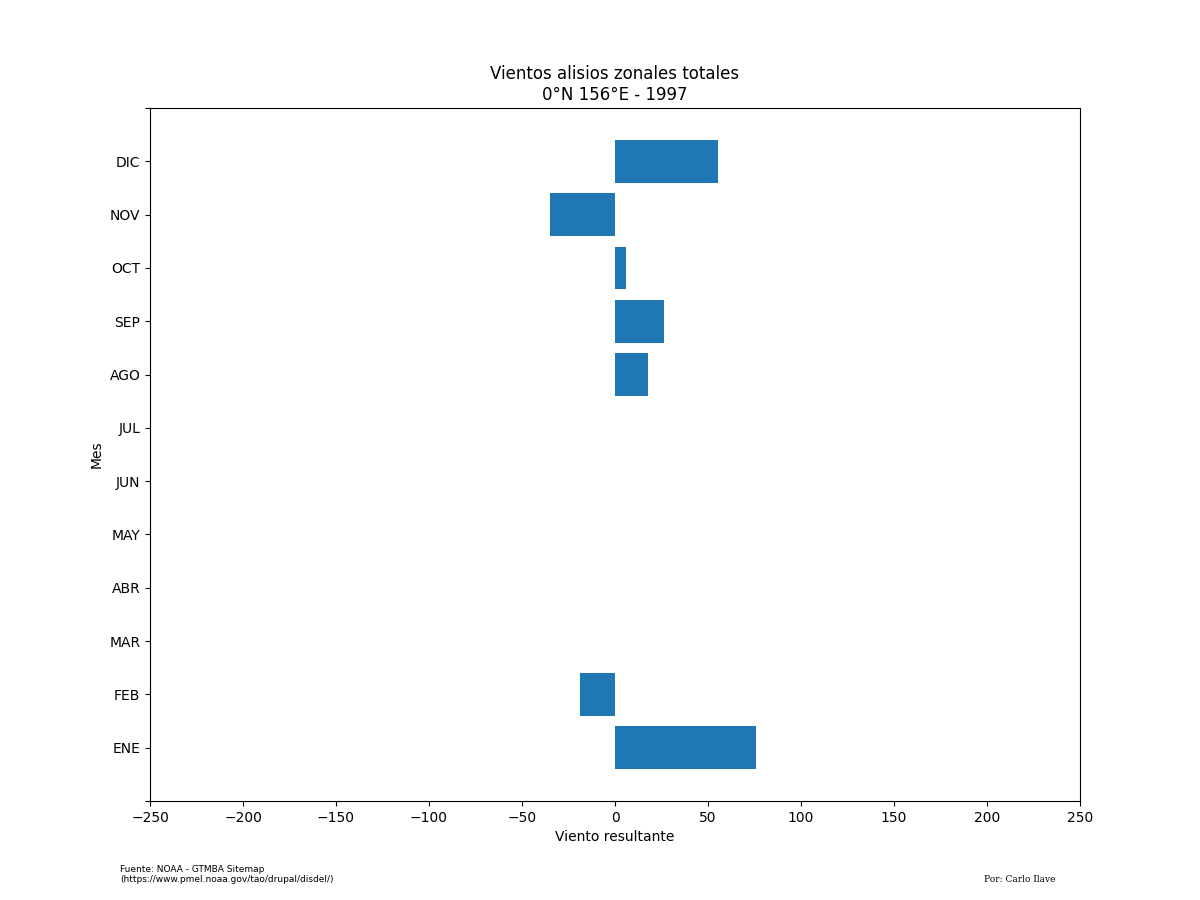 Vientos alisios zonales totales
0°N 156°E - 1997
DIC
NOV
OCT
SEP
AGO
JUL
JUN
MAY
ABR
MAR
FEB
ENE
Mes
−250 −200 −150 −100 −50 0 50 100 150 200 250
Viento resultante
Fuente: NOAA - GTMBA Sitemap
(https://www.pmel.noaa.gov/tao/drupal/disdel/)
Por: Carlo Ilave